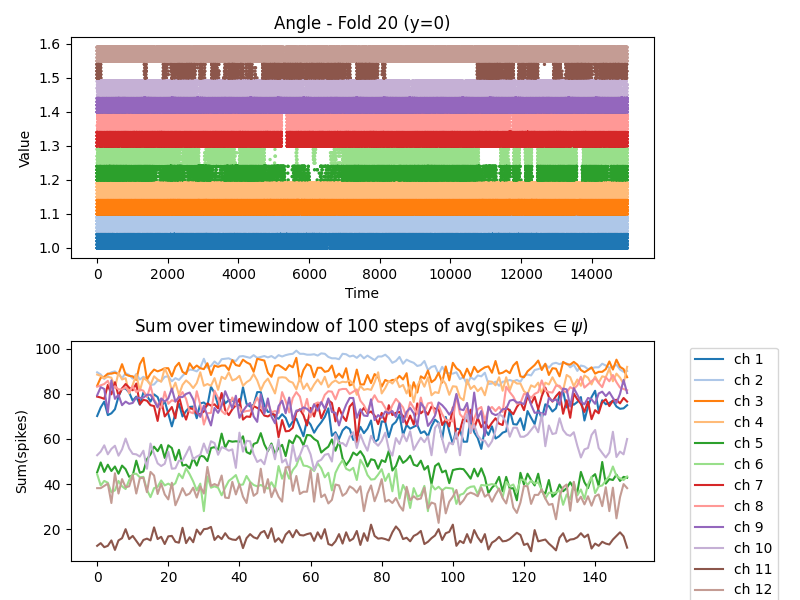 Angle - Fold 20 (y=0)
1.6
1.5
1.4
1.3
1.2
1.1
1.0
Value
0 2000 4000 6000 8000 10000 12000 14000
Time
Sum over timewindow of 100 steps of avg(spikes ∈ ψ)
100
80
60
40
20
Sum(spikes)
0 20 40 60 80 100 120 140
ch 1
ch 2
ch 3
ch 4
ch 5
ch 6
ch 7
ch 8
ch 9
ch 10
ch 11
ch 12